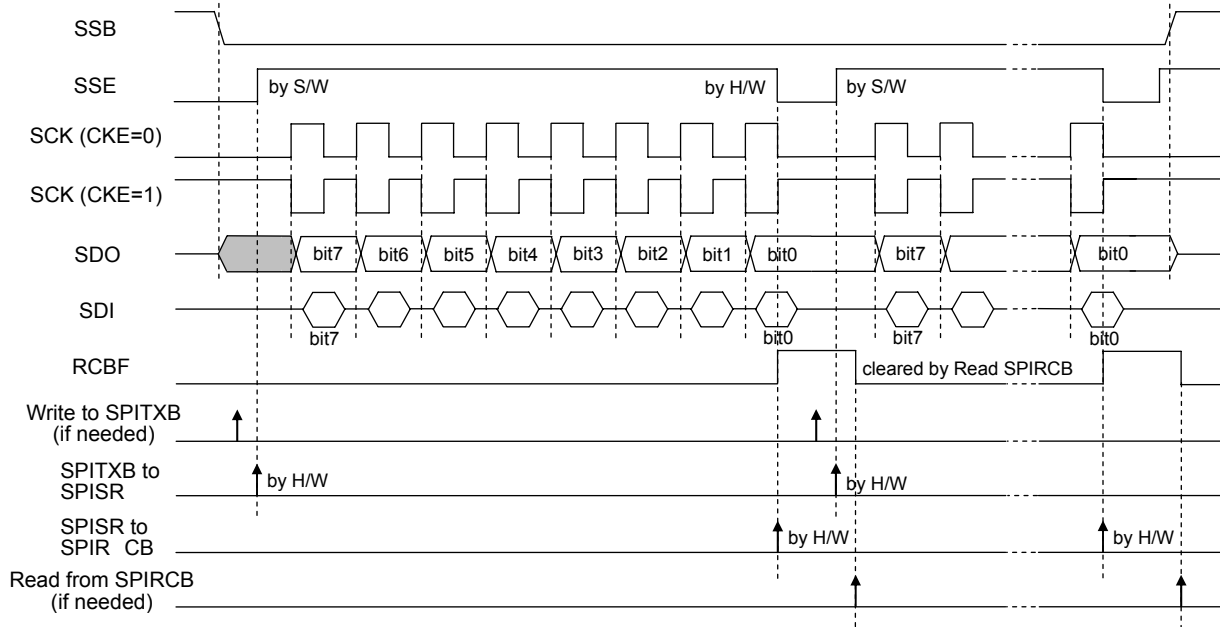 SSB
SSE
by S/W by H/W by S/W
SCK (CKE=0)
SCK (CKE=1)
SDO
bit7 bit6 bit5 bit4 bit3 bit2 bit1 bit0 bit7 bit0
SDI
bit7 bit0 bit7 bit0
RCBF
cleared by Read SPIRCB
Write to SPITXB
(if needed)
SPITXB to
SPISR
by H/W by H/W
SPISR to
SPIR CB
by H/W by H/W
Read from SPIRCB
(if needed)